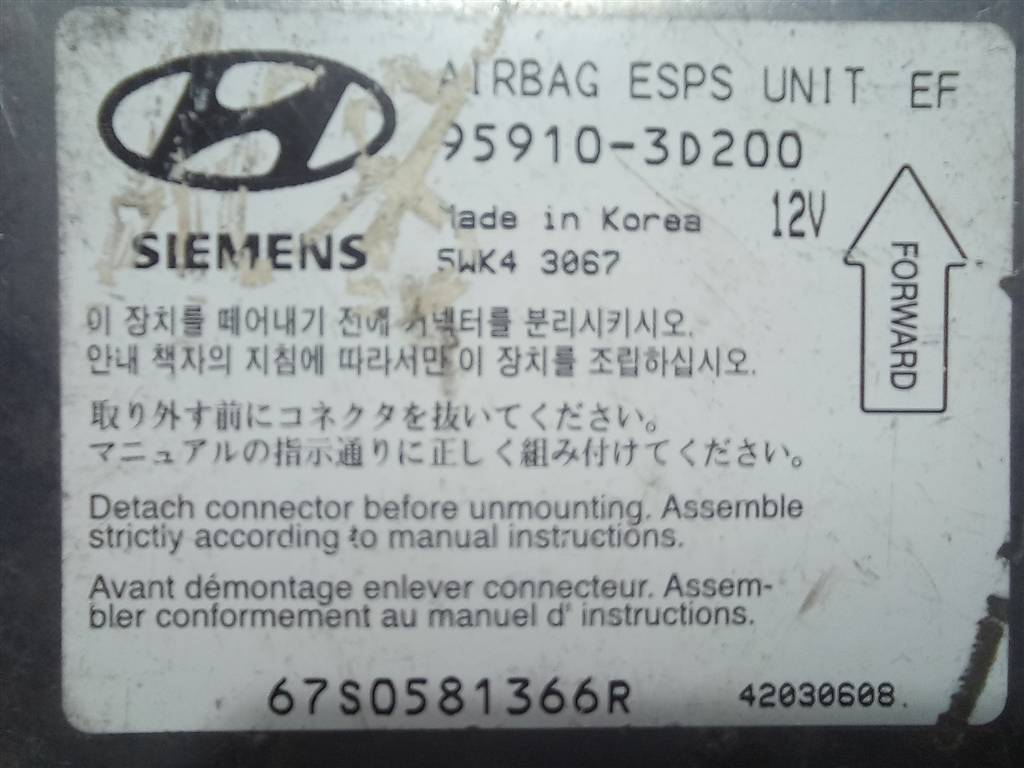 AIRBAG ESPS UNIT EF
95910-3D200
Made in Korea 12V
SIEMENS 5WK4 3067
FORWARD
이 장치를 떼어내기 전에 커넥터를 분리시키시오.
안내 책자의 지침에 따라서만 이 장치를 조립하십시오.
取り外す前にコネクタを抜いてください。
マニュアルの指示通りに正しく組み付けてください。
Detach connector before unmounting. Assemble
strictly according to manual instructions.
Avant démontage enlever connecteur. Assem-
bler conformement au manuel d' instructions.
67S0581366R 42030608.